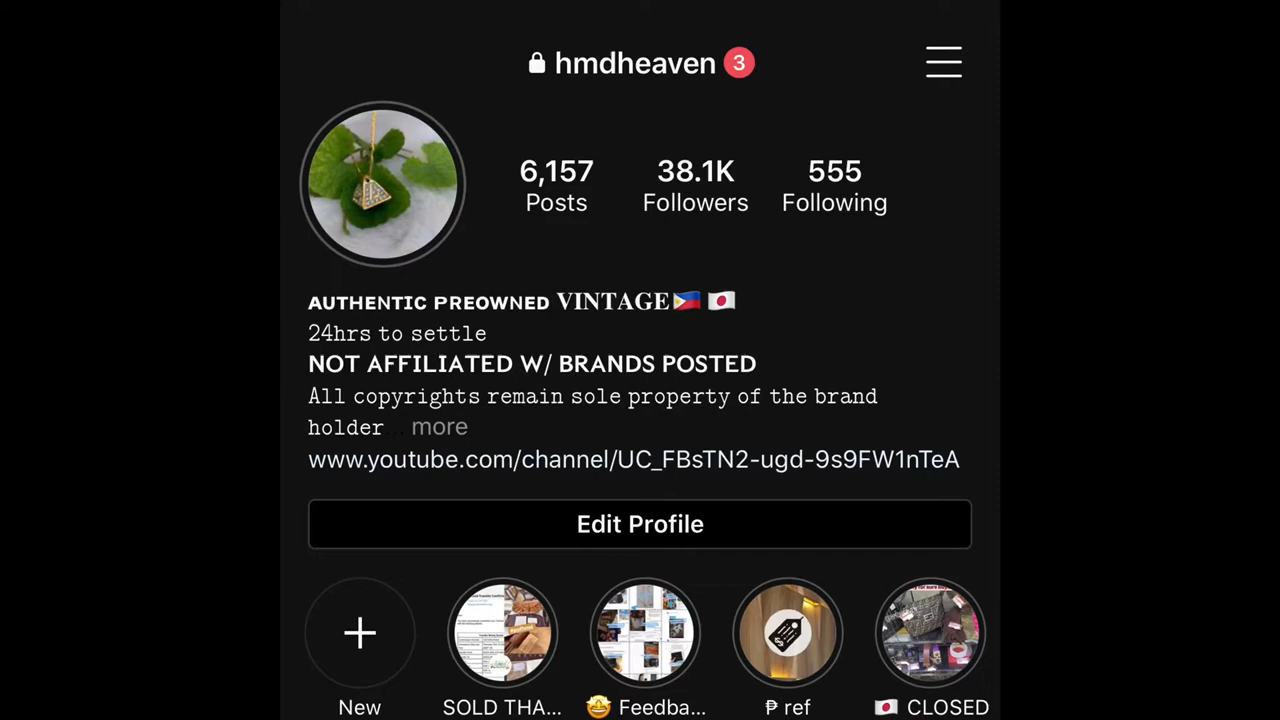 hmdheaven 3
6,157 38.1K 555
Posts Followers Following
ᴀᴜᴛʜᴇɴᴛɪᴄ ᴘʀᴇᴏᴡɴᴇᴅ 𝐕𝐈𝐍𝐓𝐀𝐆𝐄🇵🇭🇯🇵
24hrs to settle
NOT AFFILIATED W/ BRANDS POSTED
All copyrights remain sole property of the brand
holder... more
www.youtube.com/channel/UC_FBsTN2-ugd-9s9FW1nTeA
Edit Profile
New SOLD THA... 🤩 Feedba... ₱ ref 🇯🇵 CLOSED